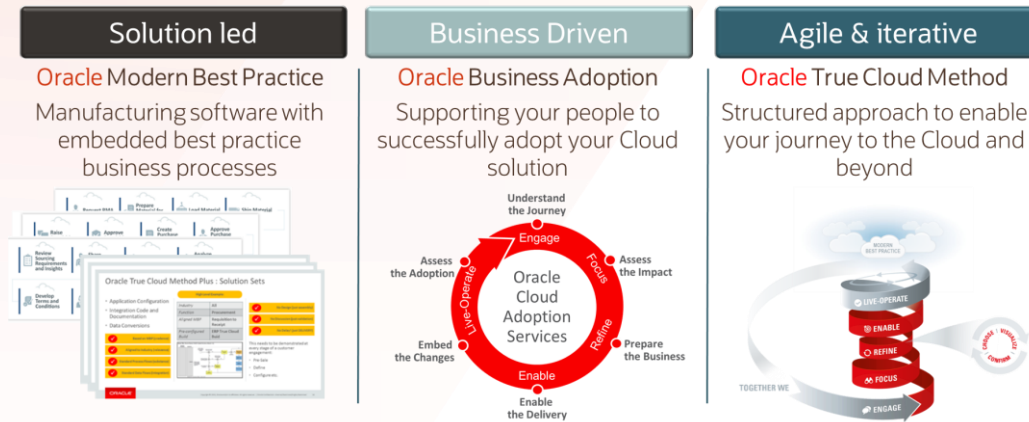 Solution led
Oracle Modern Best Practice
Manufacturing software with
embedded best practice
business processes
Raise
Approve
Create
Purchase
Approve
Purchase
Review
Sourcing
Requirements
and Insights
Develop
Terms and
Conditions
Oracle True Cloud Method Plus : Solution Sets
• Application Configuration
• Integration Code and
Documentation
• Data Conversions
ORACLE
Business Driven
Oracle Business Adoption
Supporting your people to
successfully adopt your Cloud
solution
Understand
the Journey
Engage
Assess
the Impact
Focus
Prepare
the Business
Refine
Enable
Enable
the Delivery
Embed
the Changes
Live-Operate
Assess
the Adoption
Oracle
Cloud
Adoption
Services
Agile & iterative
Oracle True Cloud Method
Structured approach to enable
your journey to the Cloud and
beyond
MODERN
BEST PRACTICE
LIVE-OPERATE
ENABLE
REFINE
FOCUS
ENGAGE
TOGETHER WE
CHOOSE
VISUALIZE
CONFIRM